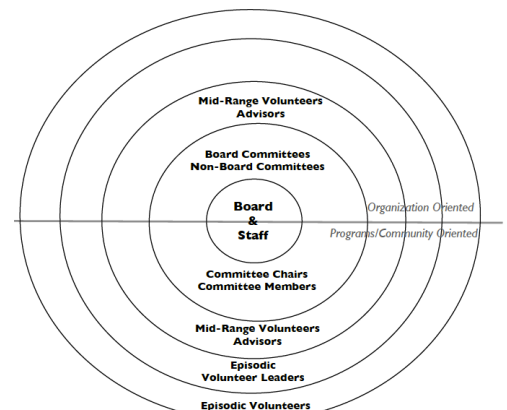 Mid-Range Volunteers
Advisors
Board Committees
Non-Board Committees
Board
&
Staff
Organization Oriented
Programs/Community Oriented
Committee Chairs
Committee Members
Mid-Range Volunteers
Advisors
Episodic
Volunteer Leaders
Episodic Volunteers